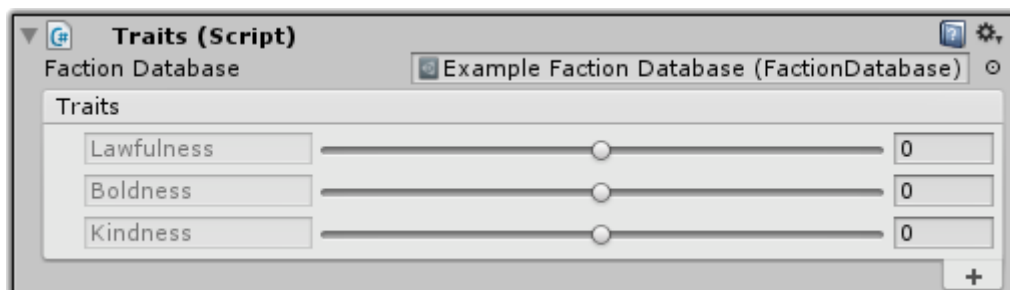 Traits (Script)
Faction Database Example Faction Database (FactionDatabase)
Traits
Lawfulness 0
Boldness 0
Kindness 0
+